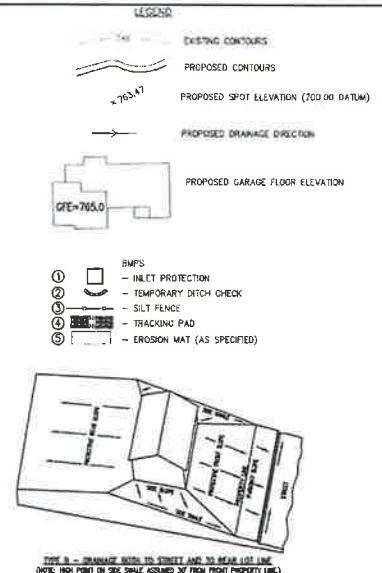 LEGEND
EXISTING CONTOURS
PROPOSED CONTOURS
× 763.47
PROPOSED SPOT ELEVATION (700.00 DATUM)
PROPOSED DRAINAGE DIRECTION
PROPOSED GARAGE FLOOR ELEVATION
GFE=765.0
BMPS
① - INLET PROTECTION
② - TEMPORARY DITCH CHECK
③ - SILT FENCE
④ - TRACKING PAD
⑤ - EROSION MAT (AS SPECIFIED)
SIDE SLOPE
SIDE SWALE
STREET
TYPE B - DRAINAGE BOTH TO STREET AND TO REAR LOT LINE
(NOTE: HIGH POINT ON SIDE SWALE ASSUMED 30' FROM FRONT PROPERTY LINE)